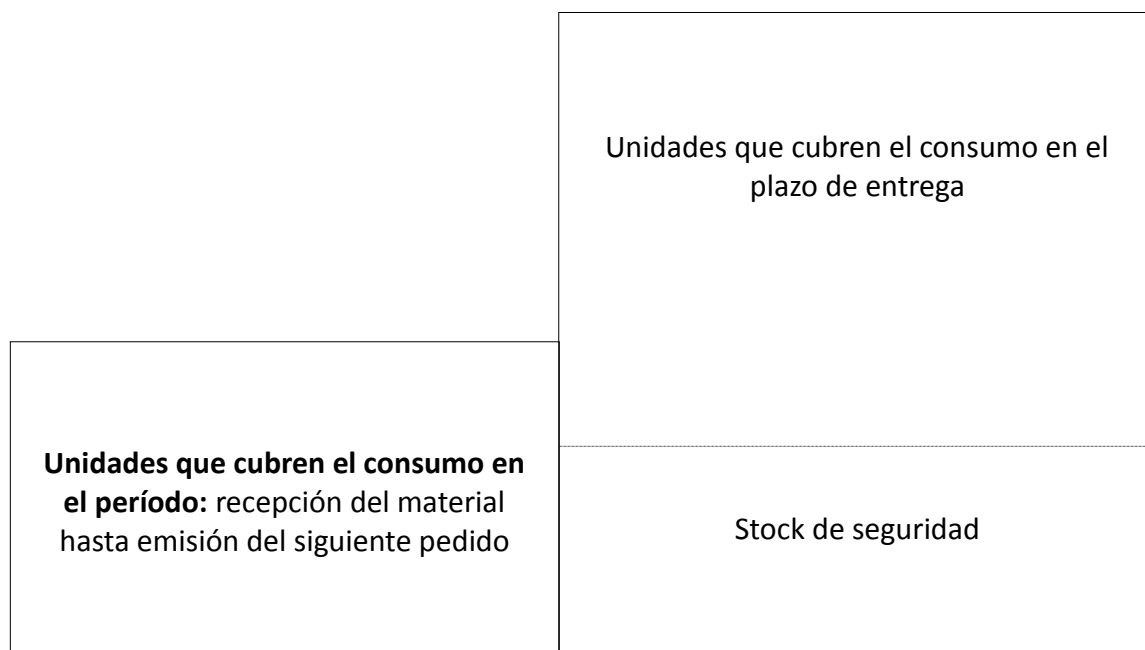 Unidades que cubren el consumo en el
plazo de entrega
Unidades que cubren el consumo en
el período: recepción del material
hasta emisión del siguiente pedido
Stock de seguridad